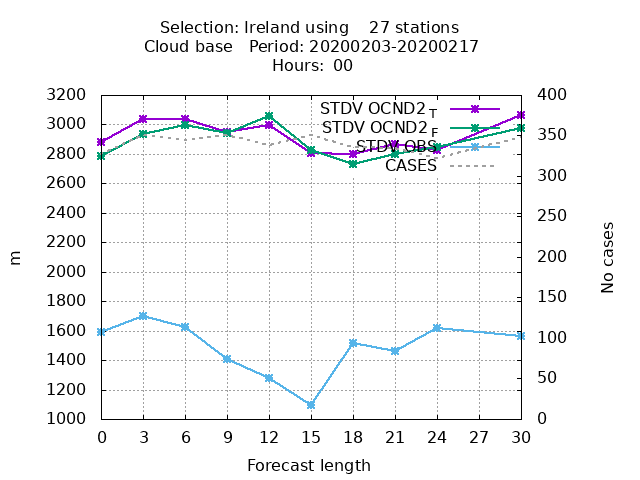 Selection: Ireland using    27 stations
Cloud base   Period: 20200203-20200217
Hours:  00
3200
3000
2800
2600
2400
2200
2000
1800
1600
1400
1200
1000
m
400
350
300
250
200
150
100
50
0
No cases
STDV OCND2 T
STDV OCND2 F
STDV OBS
CASES
0 3 6 9 12 15 18 21 24 27 30
Forecast length